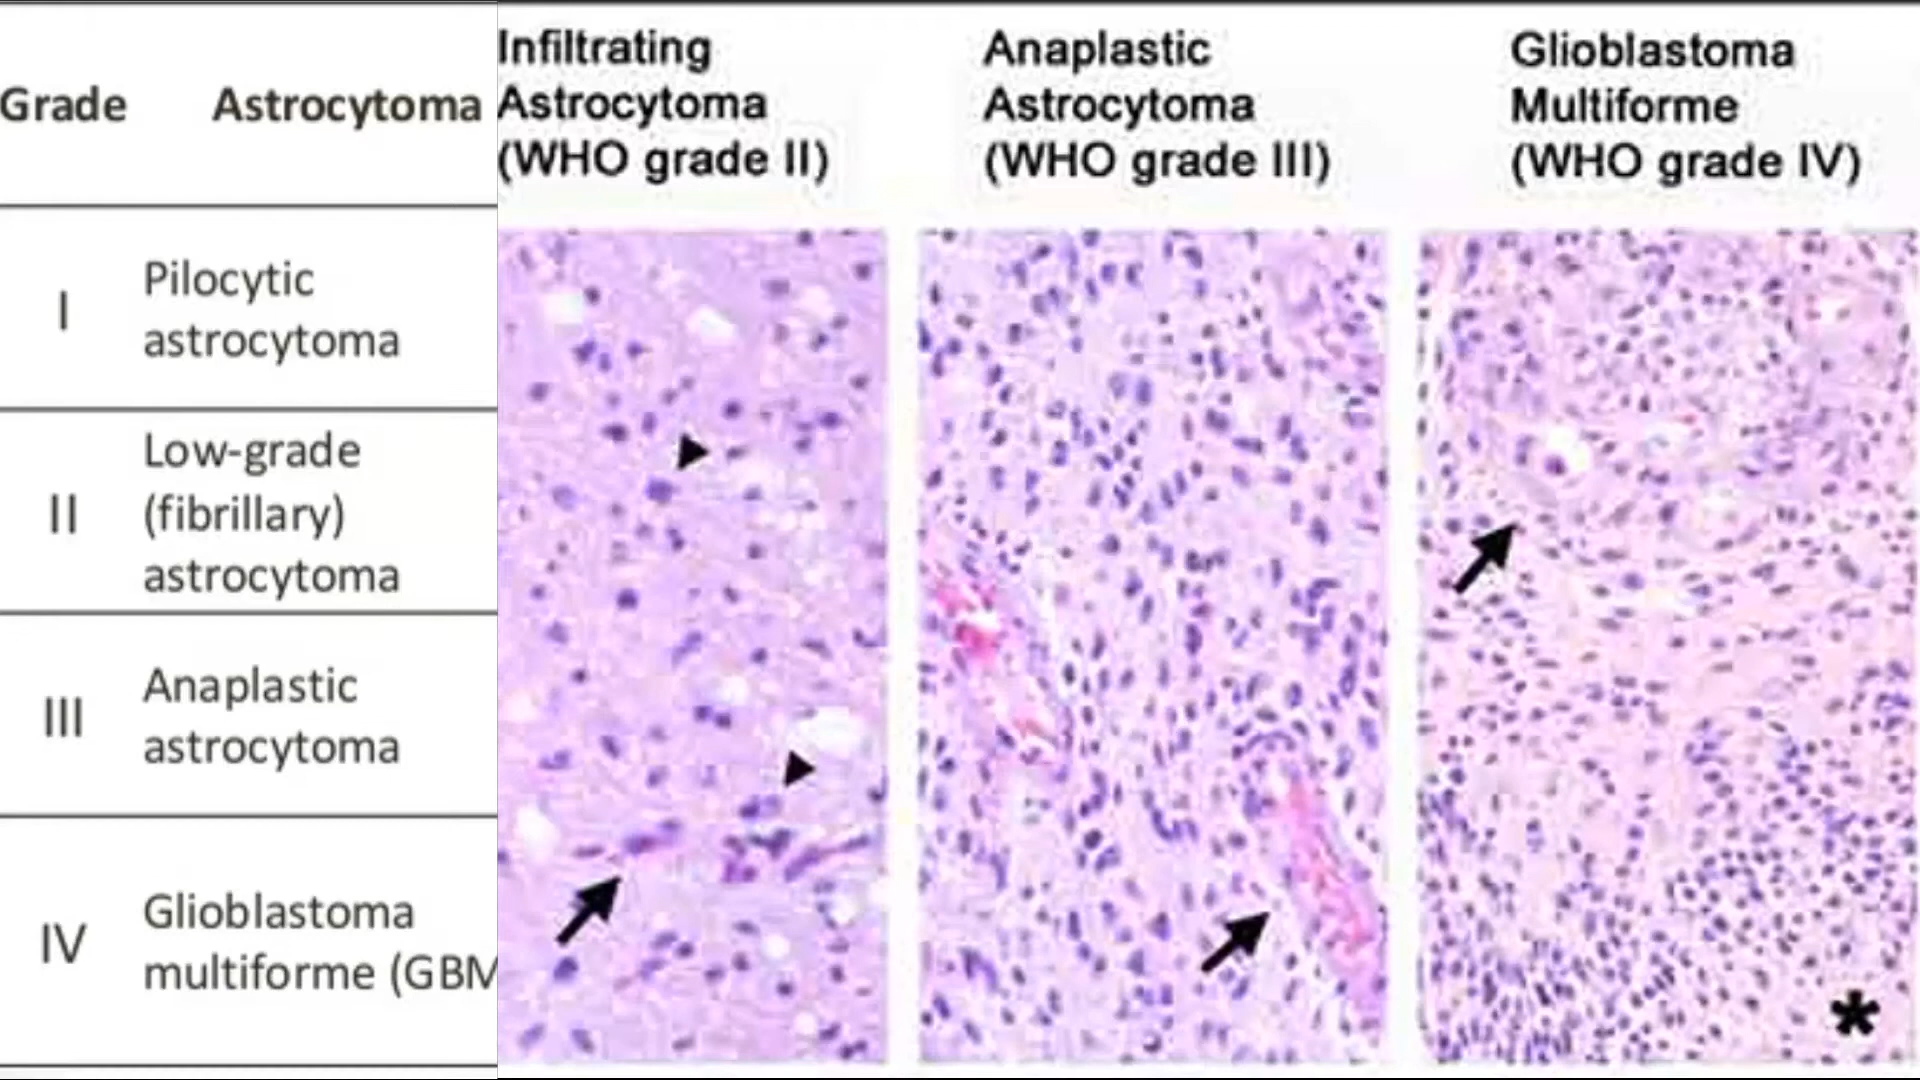 Grade Astrocytoma
I Pilocytic
astrocytoma
II Low-grade
(fibrillary)
astrocytoma
III Anaplastic
astrocytoma
IV Glioblastoma
multiforme (GBM
Infiltrating
Astrocytoma
(WHO grade II)
Anaplastic
Astrocytoma
(WHO grade III)
Glioblastoma
Multiforme
(WHO grade IV)
*